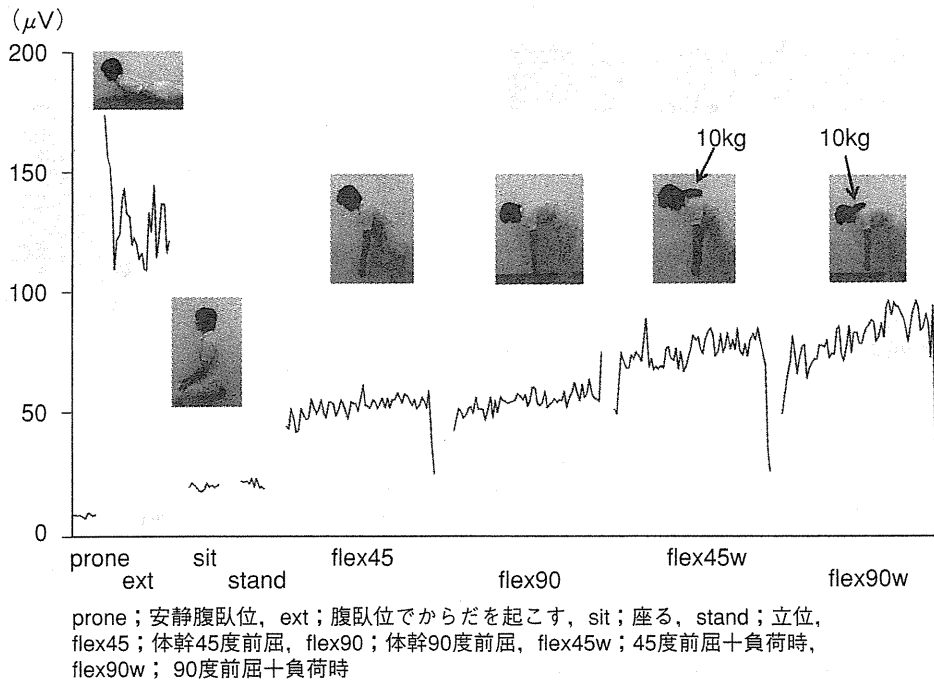 (μV)
200
10kg
10kg
150
100
50
0
prone
sit
flex45
flex45w
ext
stand
flex90
flex90w
prone；安静腹臥位，ext；腹臥位でからだを起こす，sit；座る，stand；立位，
flex45；体幹45度前屈，flex90；体幹90度前屈，flex45w；45度前屈十負荷時，
flex90w； 90度前屈十負荷時